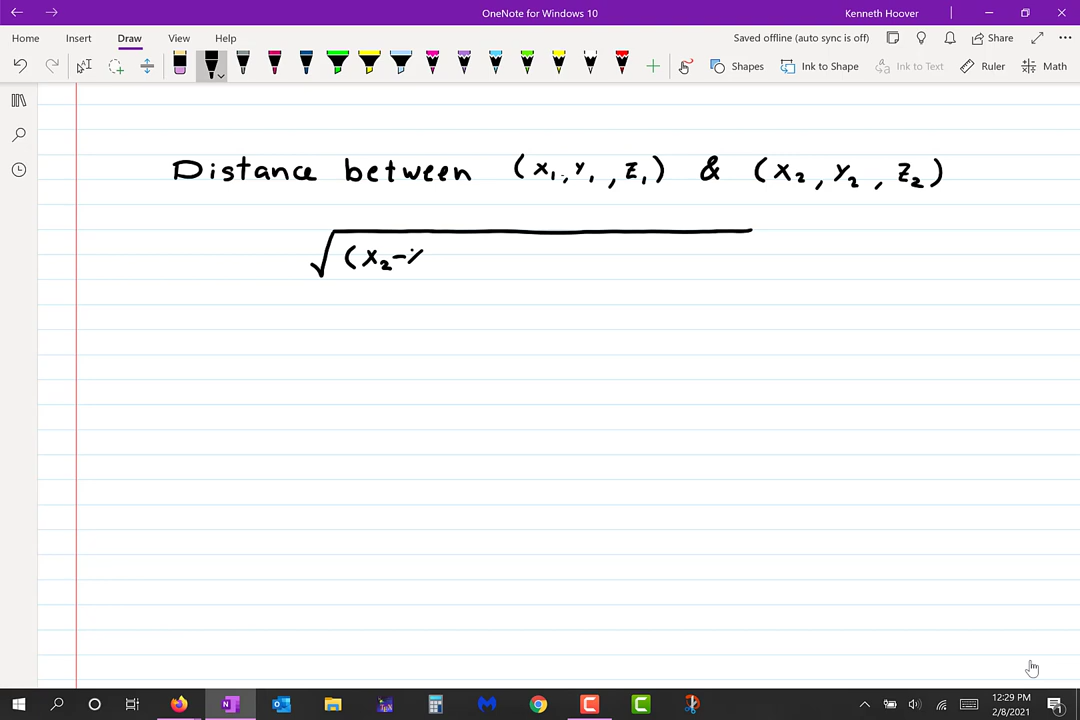 OneNote for Windows 10
Kenneth Hoover
Home Insert Draw View Help
Saved offline (auto sync is off)
Share
Shapes
Ink to Shape
Ink to Text
Ruler
Math
Distance between (x₁, y₁, z₁) & (x₂, y₂, z₂)
√(x₂-x
12:29 PM
2/8/2021
1